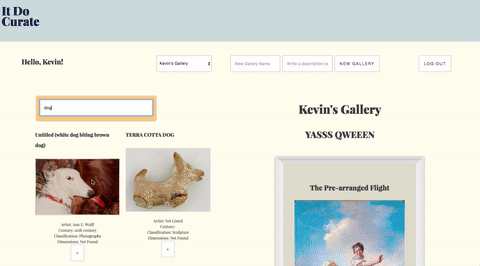 It Do
Curate
Hello, Kevin!
Kevin's Gallery
New Gallery Name
Write a description (o
NEW GALLERY
LOG OUT
dog
Kevin's Gallery
YASSS QWEEEN
Untitled (white dog biting brown
dog)
TERRA COTTA DOG
The Pre-arranged Flight
Artist: Ann E. Wulff
Century: 20th century
Classification: Photographs
Dimensions: Not Found
Artist: Not Listed
Century:
Classification: Sculpture
Dimensions: Not Found
+
+